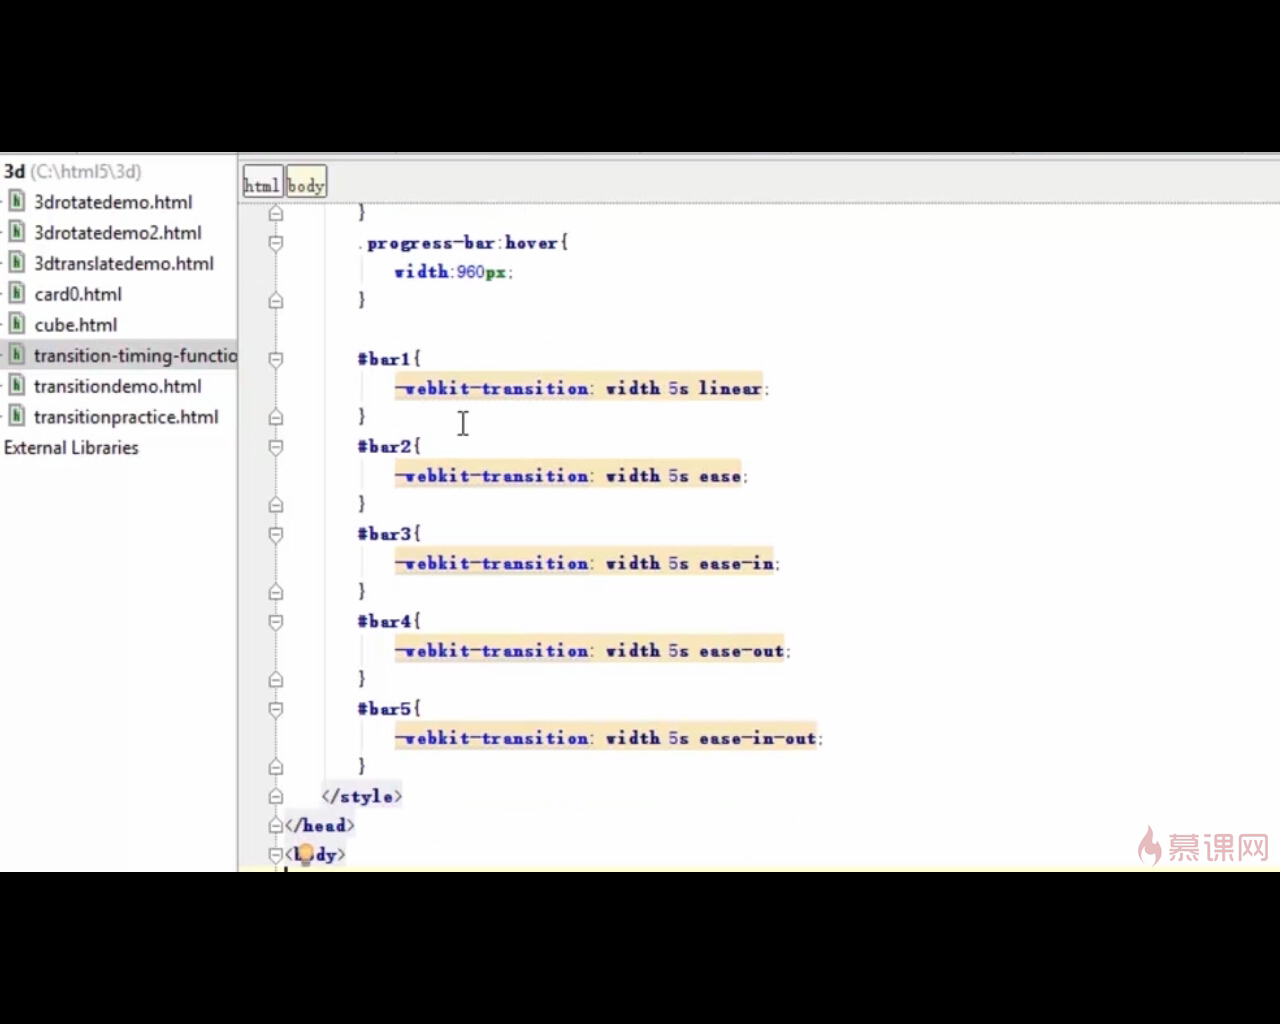 3d (C:\html5\3d)
3drotatedemo.html
3drotatedemo2.html
3dtranslatedemo.html
card0.html
cube.html
transition-timing-functio
transitiondemo.html
transitionpractice.html
External Libraries
html body
}
.progress-bar:hover{
width:960px;
}
#bar1{
-webkit-transition: width 5s linear;
}
#bar2{
-webkit-transition: width 5s ease;
}
#bar3{
-webkit-transition: width 5s ease-in;
}
#bar4{
-webkit-transition: width 5s ease-out;
}
#bar5{
-webkit-transition: width 5s ease-in-out;
}
</style>
</head>
<body>
慕课网